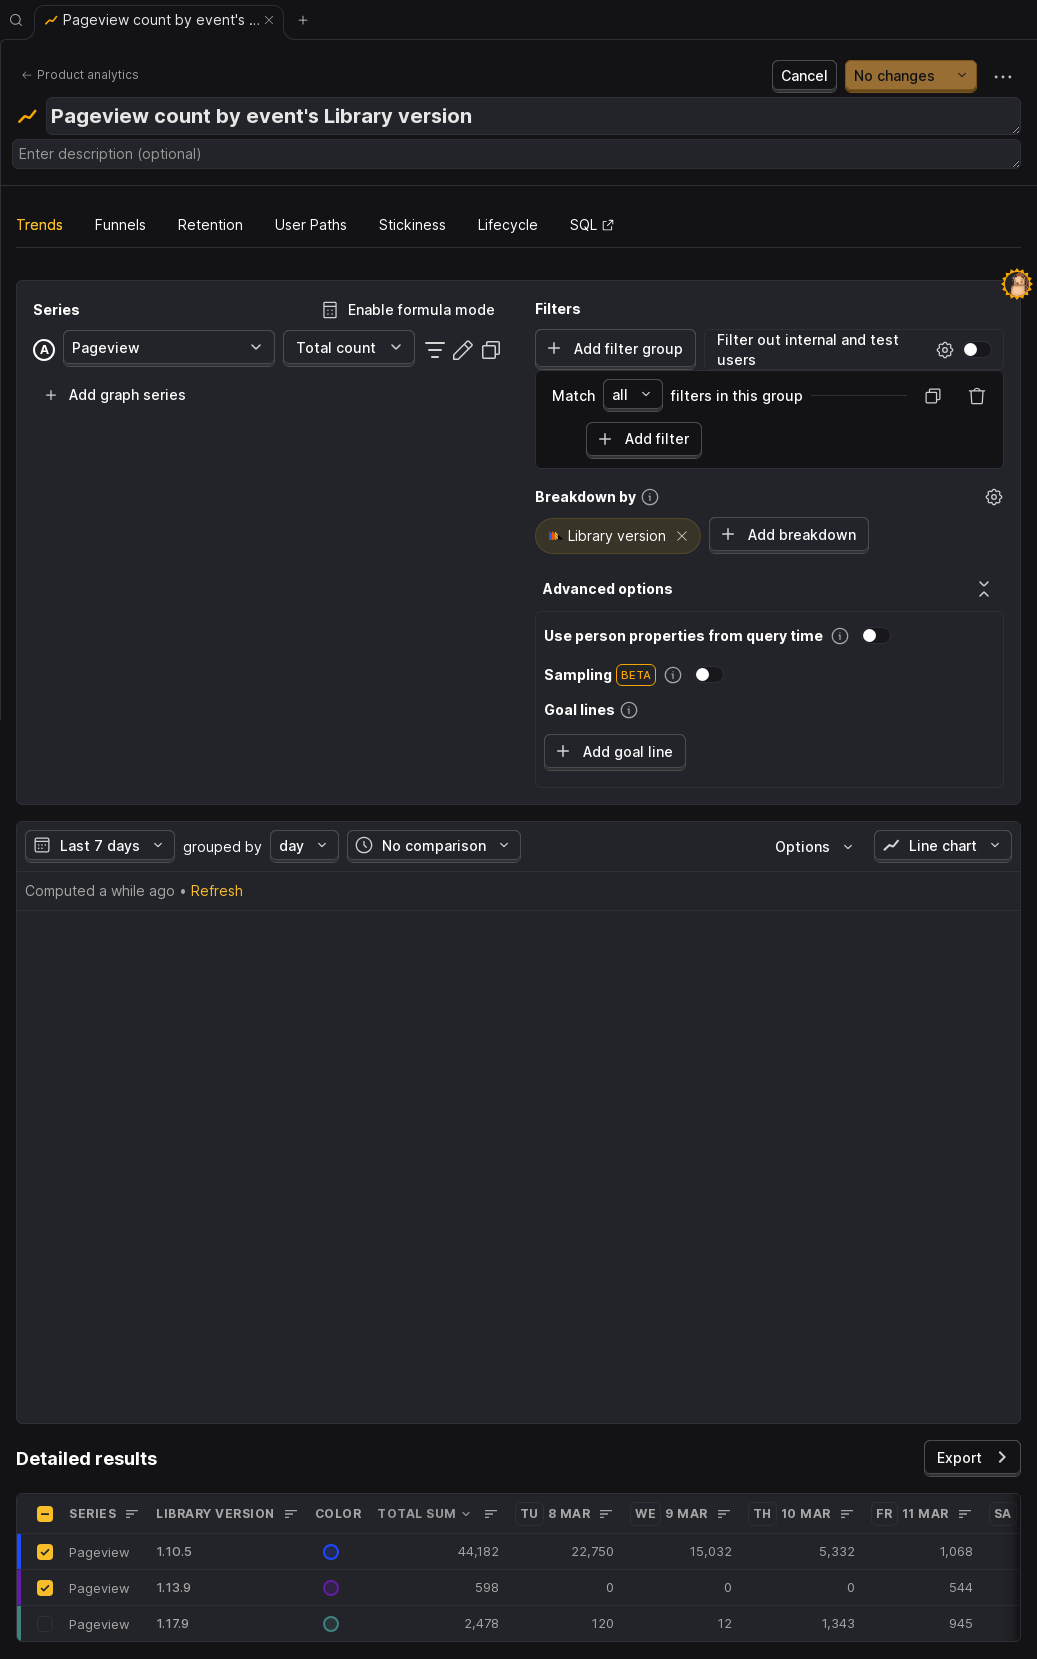 Pageview count by event's ...
Product analytics
Cancel
No changes
Pageview count by event's Library version
Enter description (optional)
Trends
Funnels
Retention
User Paths
Stickiness
Lifecycle
SQL
Series
Enable formula mode
A
Pageview
Total count
Add graph series
Filters
Add filter group
Filter out internal and test
users
Match
all
filters in this group
Add filter
Breakdown by
Library version
Add breakdown
Advanced options
Use person properties from query time
Sampling BETA
Goal lines
Add goal line
Last 7 days
grouped by
day
No comparison
Options
Line chart
Computed a while ago • Refresh
Detailed results
Export
SERIES LIBRARY VERSION COLOR TOTAL SUM TU 8 MAR WE 9 MAR TH 10 MAR FR 11 MAR SA
Pageview 1.10.5 44,182 22,750 15,032 5,332 1,068
Pageview 1.13.9 598 0 0 0 544
Pageview 1.17.9 2,478 120 12 1,343 945